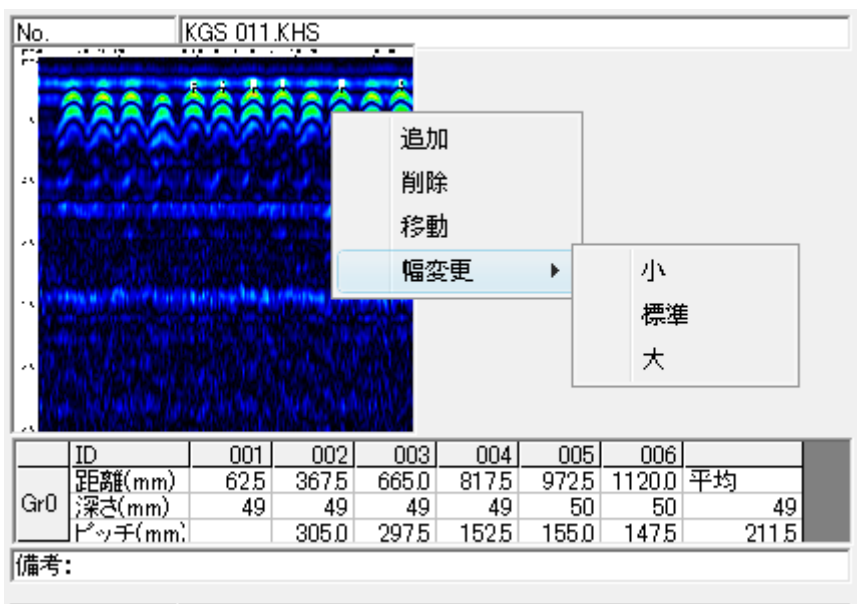 No. KGS 011.KHS
追加
削除
移動
幅変更
小
標準
大
ID 001 002 003 004 005 006
距離(mm) 62.5 367.5 665.0 817.5 972.5 1120.0 平均
Gr0 深さ(mm) 49 49 49 49 50 50 49
ピッチ(mm) 305.0 297.5 152.5 155.0 147.5 211.5
備考: